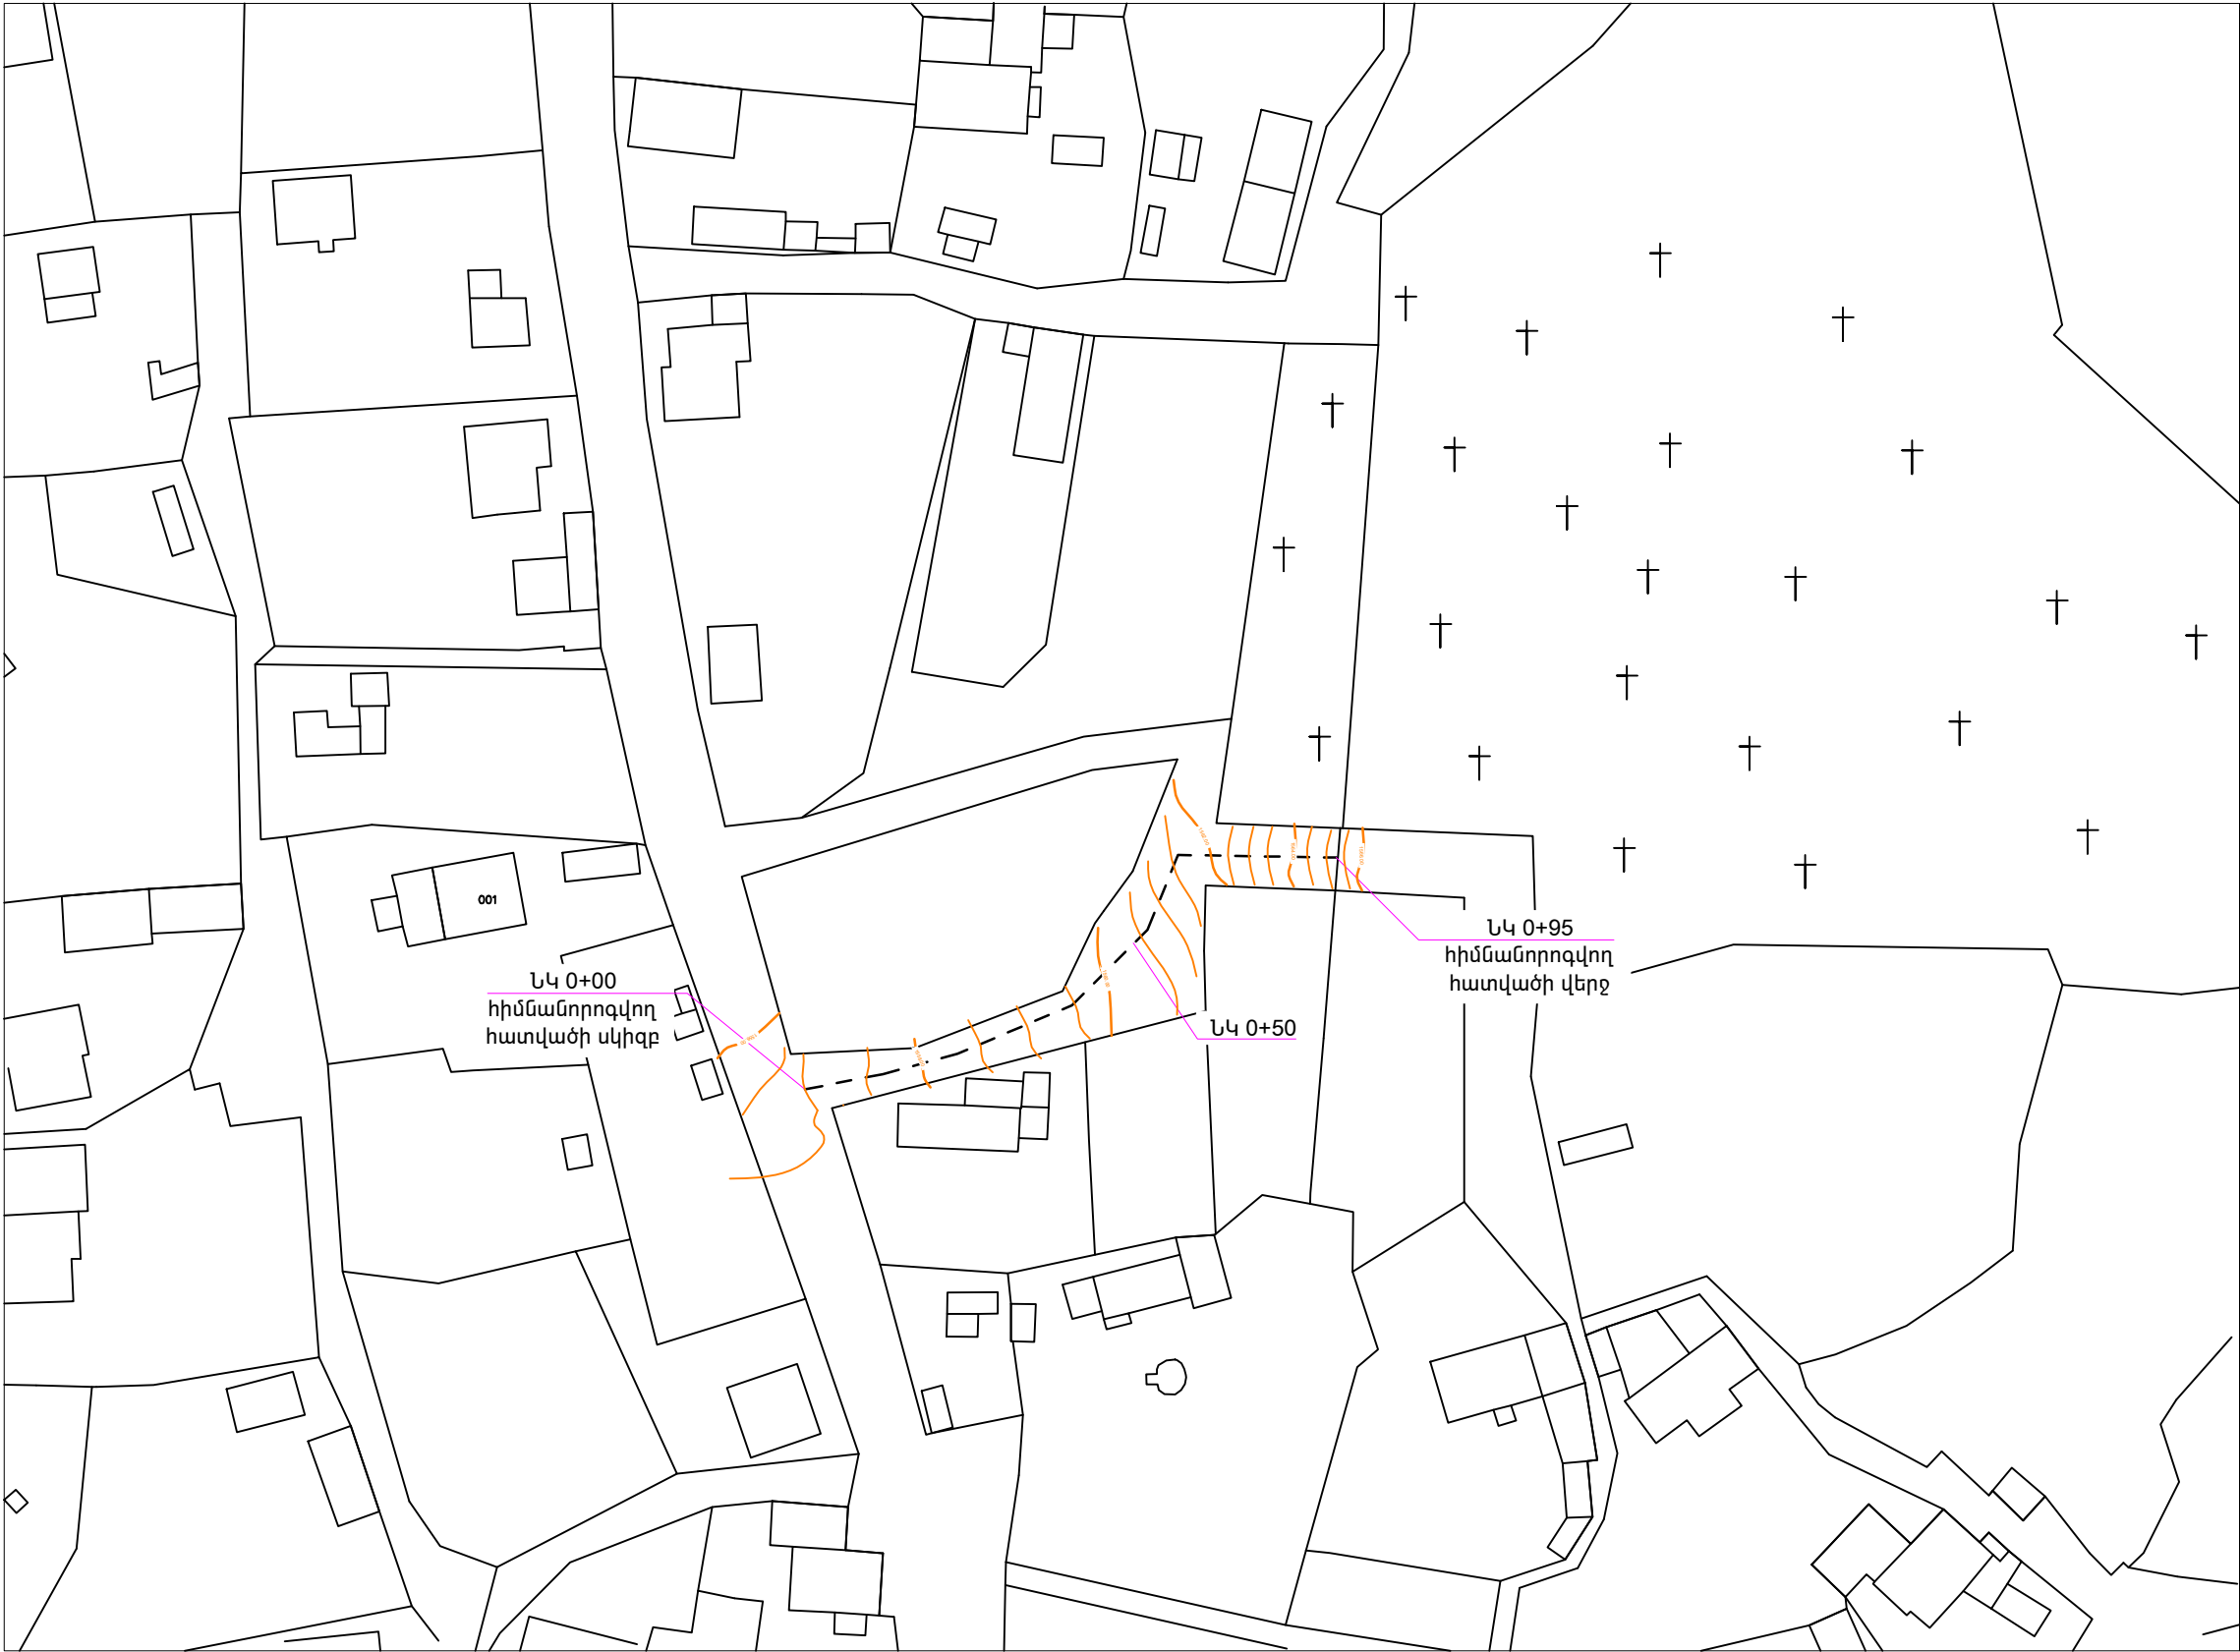 001
ՆԿ 0+95
հիմնանորոգվող
հատվածի վերջ
ՆԿ 0+00
հիմնանորոգվող
հատվածի սկիզբ
ՆԿ 0+50